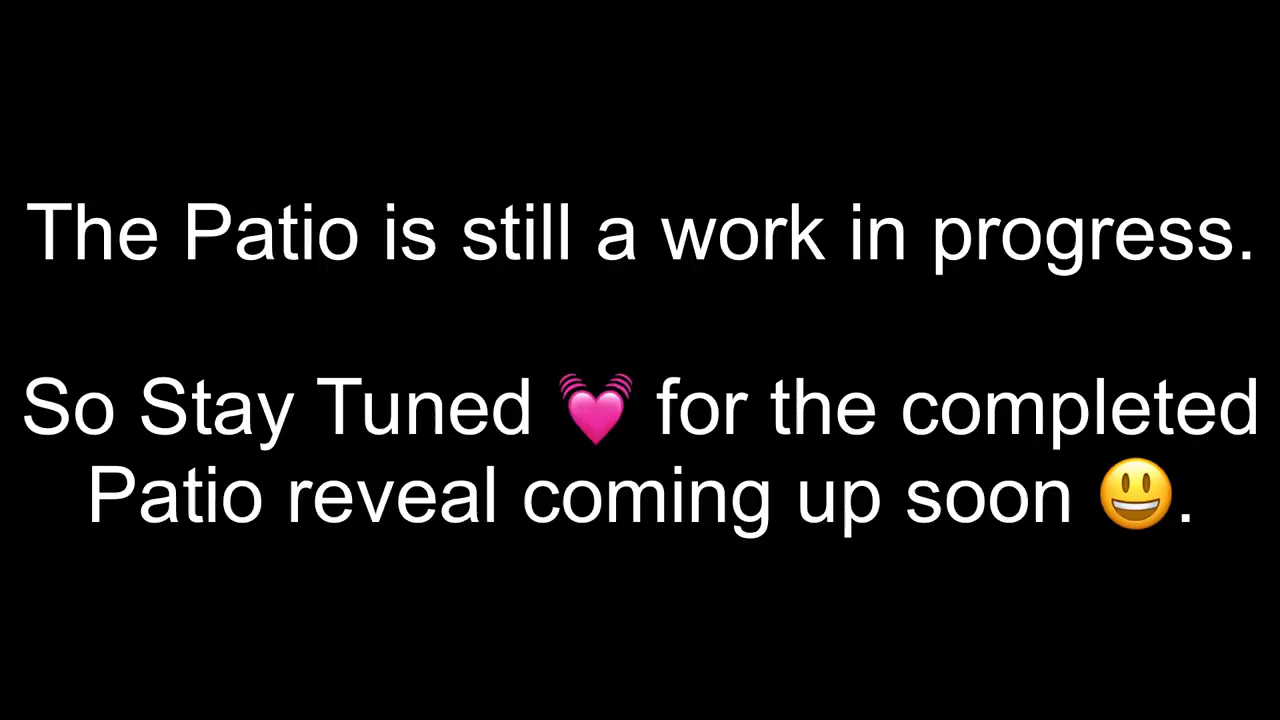 The Patio is still a work in progress.
So Stay Tuned 💓 for the completed
Patio reveal coming up soon 😃.